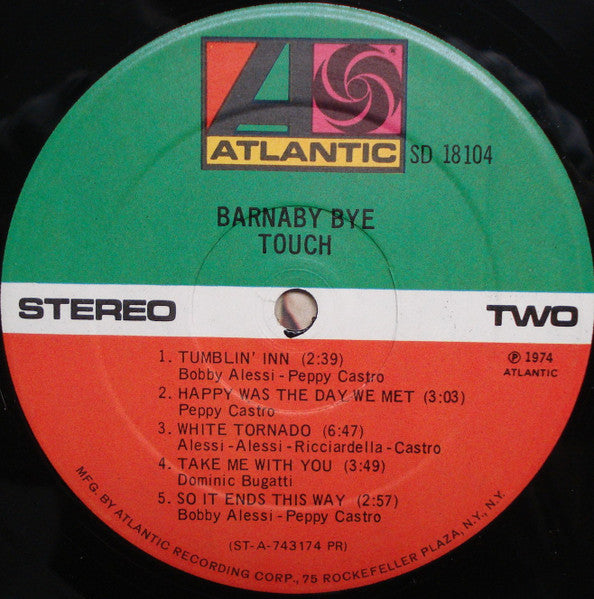 ATLANTIC
SD 18104
BARNABY BYE
TOUCH
STEREO
TWO
℗ 1974
ATLANTIC
1. TUMBLIN' INN (2:39)
Bobby Alessi - Peppy Castro
2. HAPPY WAS THE DAY WE MET (3:03)
Peppy Castro
3. WHITE TORNADO (6:47)
Alessi - Alessi - Ricciardella - Castro
4. TAKE ME WITH YOU (3:49)
Dominic Bugatti
5. SO IT ENDS THIS WAY (2:57)
Bobby Alessi - Peppy Castro
(ST-A-743174 PR)
MFG. BY ATLANTIC RECORDING CORP., 75 ROCKEFELLER PLAZA, N.Y., N.Y.